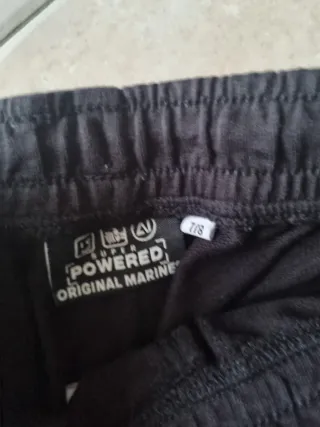 SUPER
POWERED
ORIGINAL MARINES
7/8